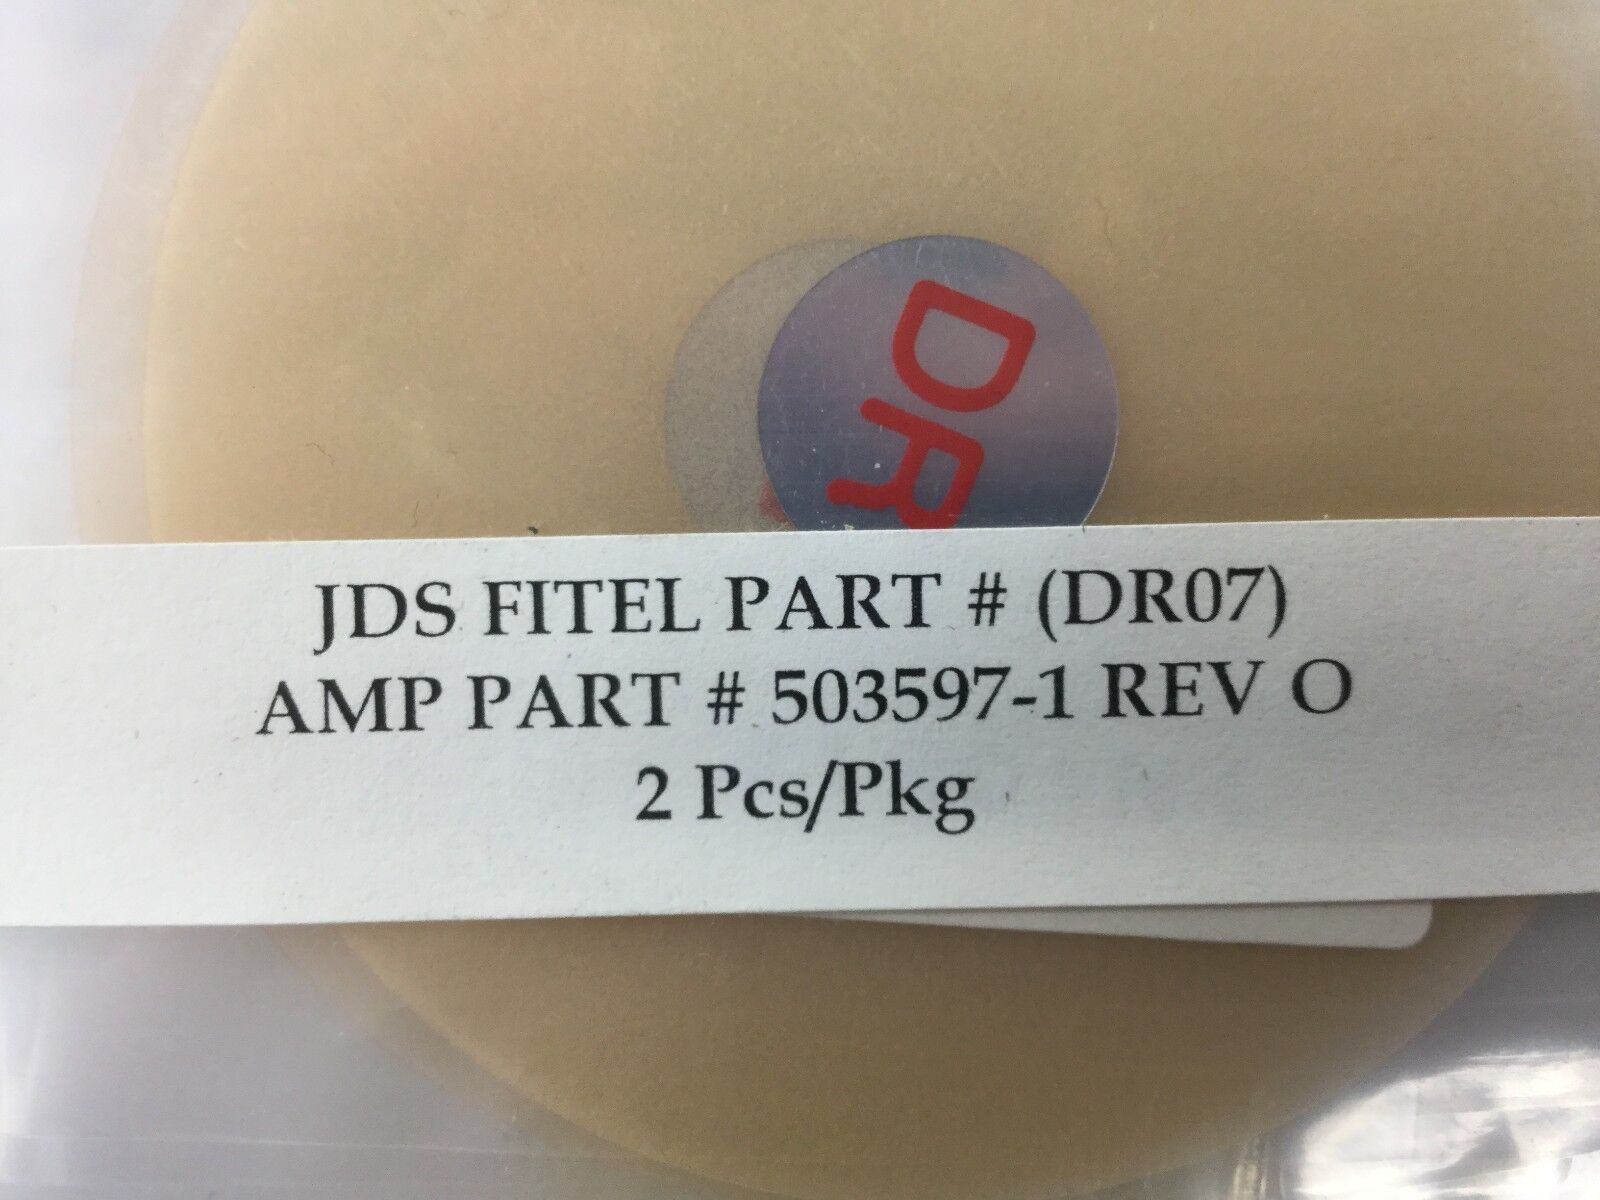 DR
JDS FITEL PART # (DR07)
AMP PART # 503597-1 REV O
2 Pcs/Pkg